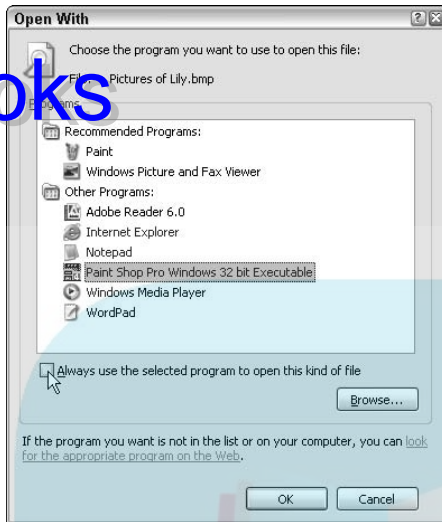 Open With
Choose the program you want to use to open this file:
oks
File: Pictures of Lily.bmp
Programs
Recommended Programs:
Paint
Windows Picture and Fax Viewer
Other Programs:
Adobe Reader 6.0
Internet Explorer
Notepad
Paint Shop Pro Windows 32 bit Executable
Windows Media Player
WordPad
Always use the selected program to open this kind of file
Browse...
If the program you want is not in the list or on your computer, you can look
for the appropriate program on the Web.
OK Cancel